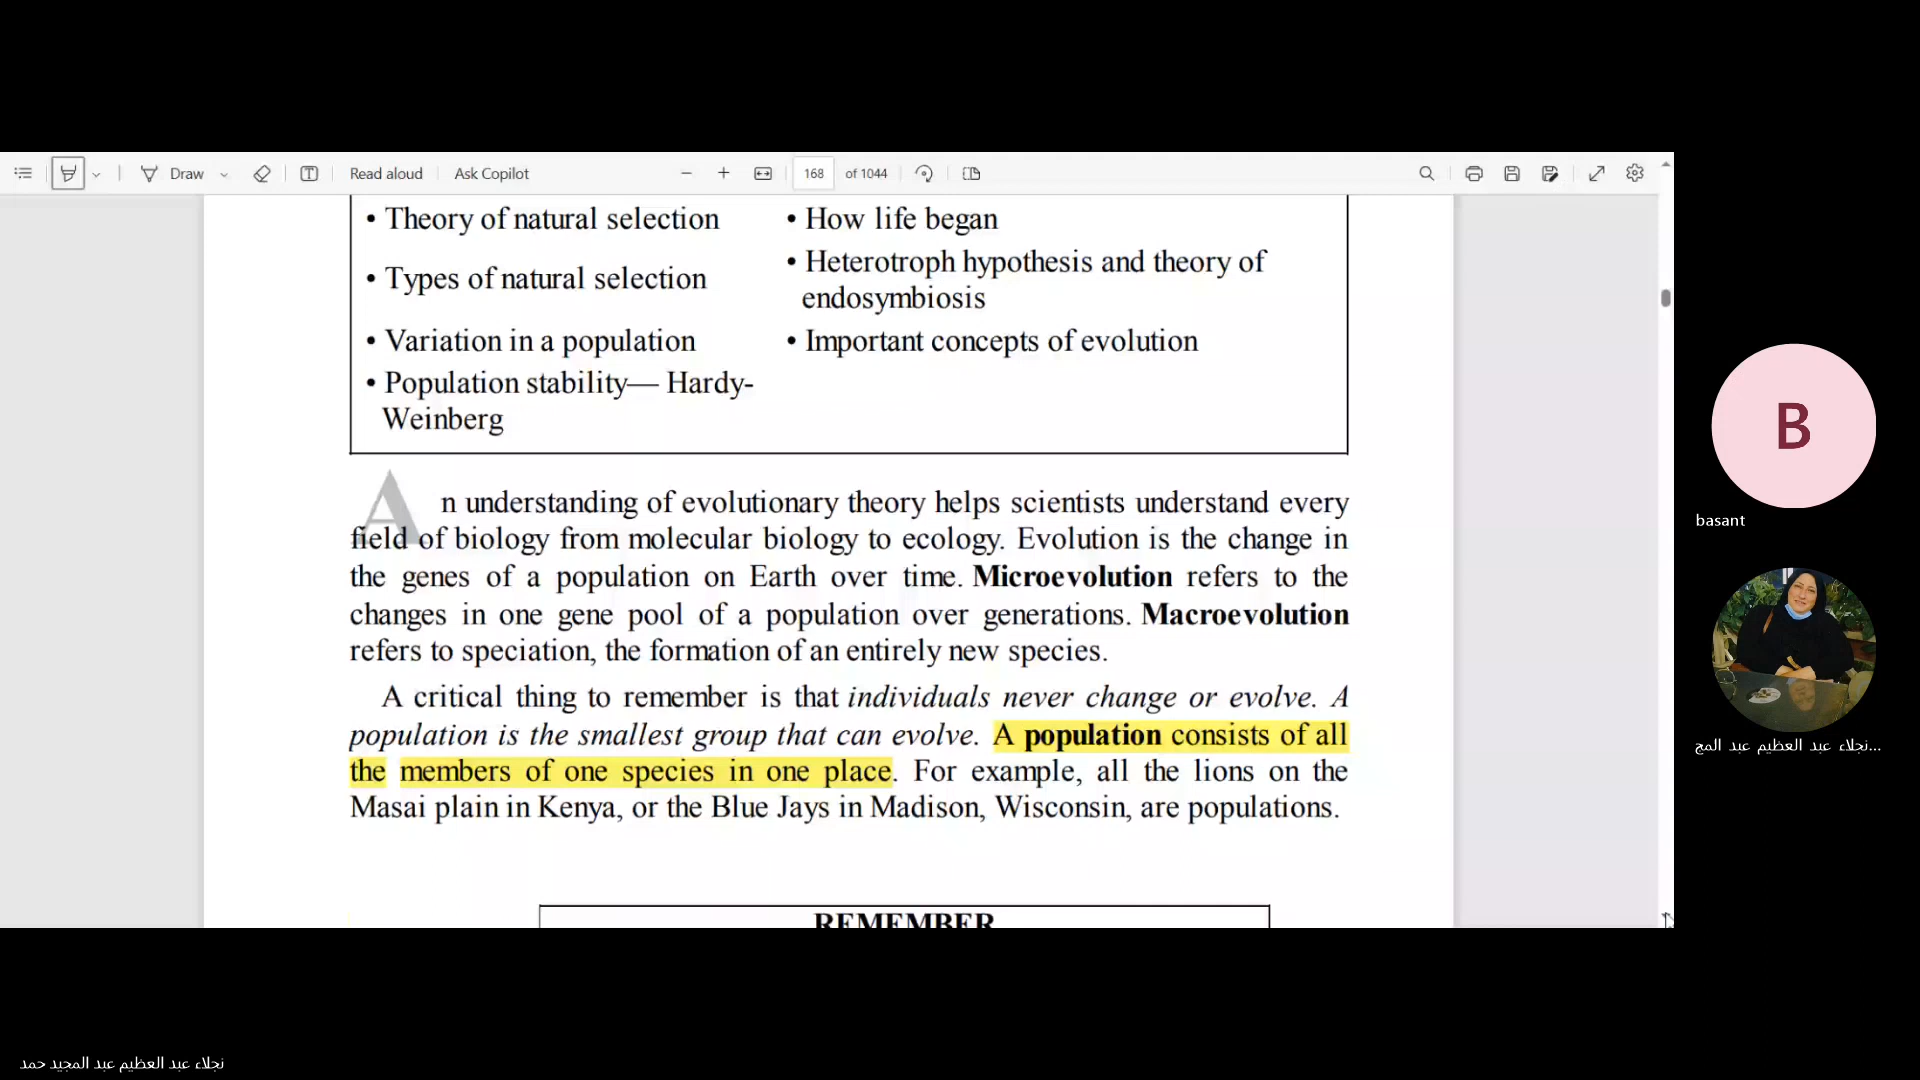 Draw
Read aloud
Ask Copilot
168 of 1044
• Theory of natural selection
• How life began
• Types of natural selection
• Heterotroph hypothesis and theory of
endosymbiosis
• Variation in a population
• Important concepts of evolution
• Population stability— Hardy-
Weinberg
An understanding of evolutionary theory helps scientists understand every
field of biology from molecular biology to ecology. Evolution is the change in
the genes of a population on Earth over time. Microevolution refers to the
changes in one gene pool of a population over generations. Macroevolution
refers to speciation, the formation of an entirely new species.
A critical thing to remember is that individuals never change or evolve. A
population is the smallest group that can evolve. A population consists of all
the members of one species in one place. For example, all the lions on the
Masai plain in Kenya, or the Blue Jays in Madison, Wisconsin, are populations.
REMEMBER
B
basant
نجلاء عبد العظيم عبد المج...
نجلاء عبد العظيم عبد المجيد حمد